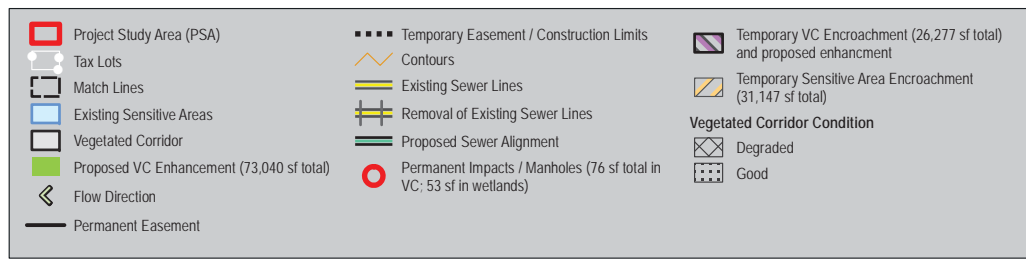 Project Study Area (PSA)
Tax Lots
Match Lines
Existing Sensitive Areas
Vegetated Corridor
Proposed VC Enhancement (73,040 sf total)
Flow Direction
Permanent Easement
Temporary Easement / Construction Limits
Contours
Existing Sewer Lines
Removal of Existing Sewer Lines
Proposed Sewer Alignment
Permanent Impacts / Manholes (76 sf total in
VC; 53 sf in wetlands)
Temporary VC Encroachment (26,277 sf total)
and proposed enhancment
Temporary Sensitive Area Encroachment
(31,147 sf total)
Vegetated Corridor Condition
Degraded
Good